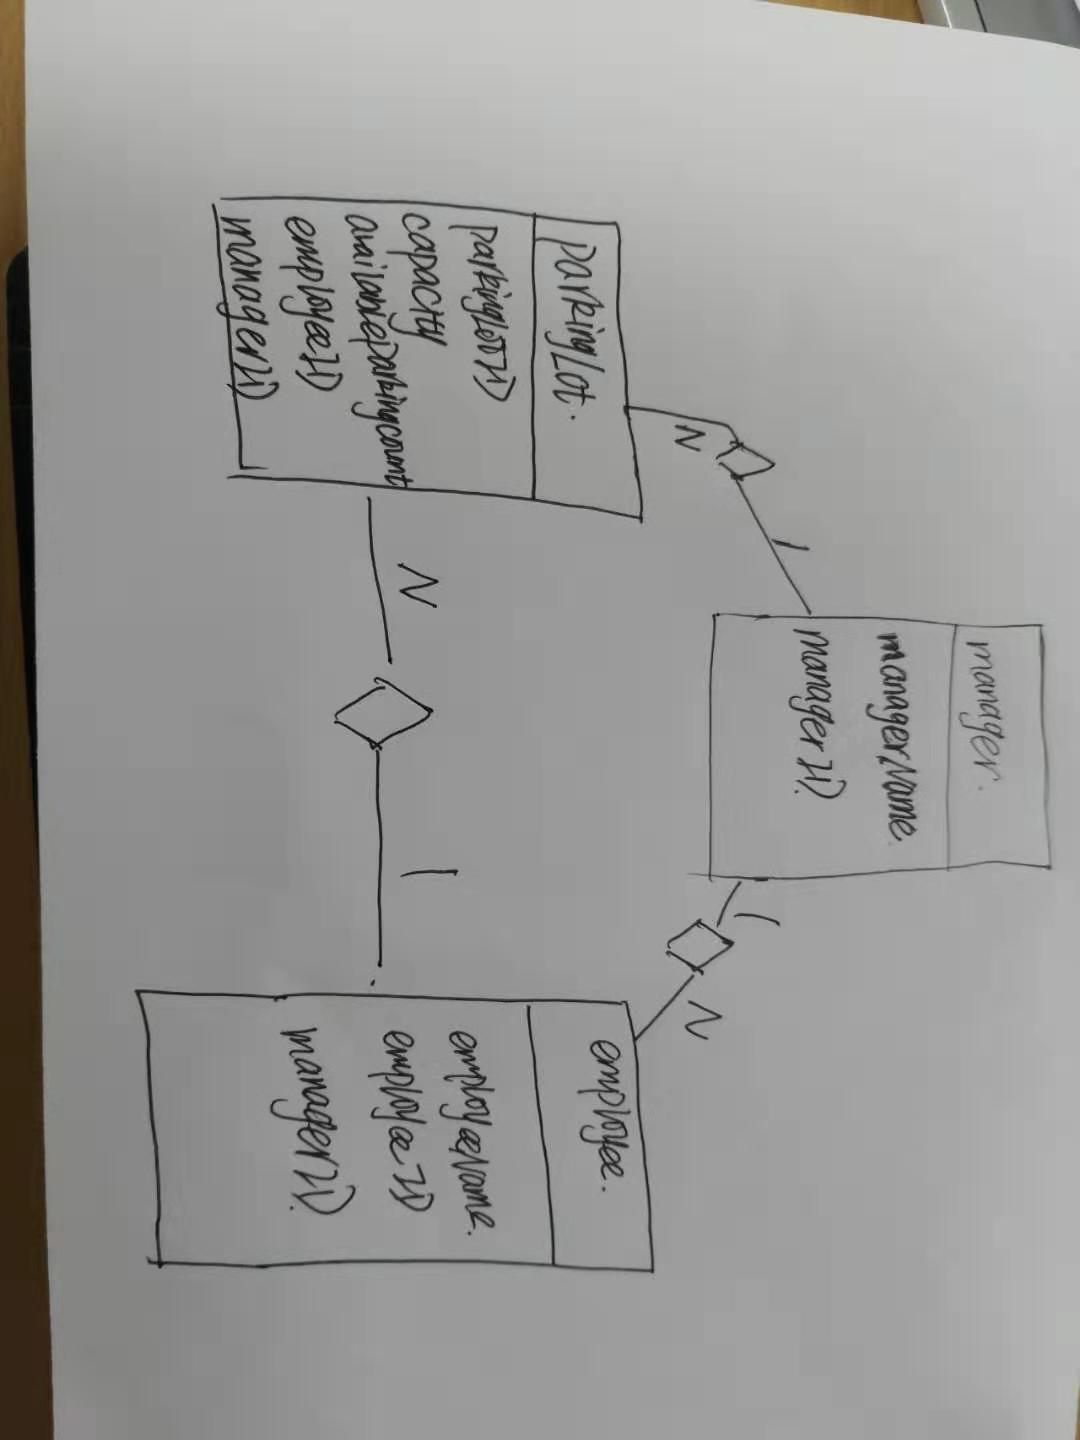 manager.
managerName.
managerID.
N
1
1
N
parkingLot.
parkingLotID
capacity
availableparkingcount
employeeID
managerID
N
1
employee.
employeeName.
employeeID
managerID.